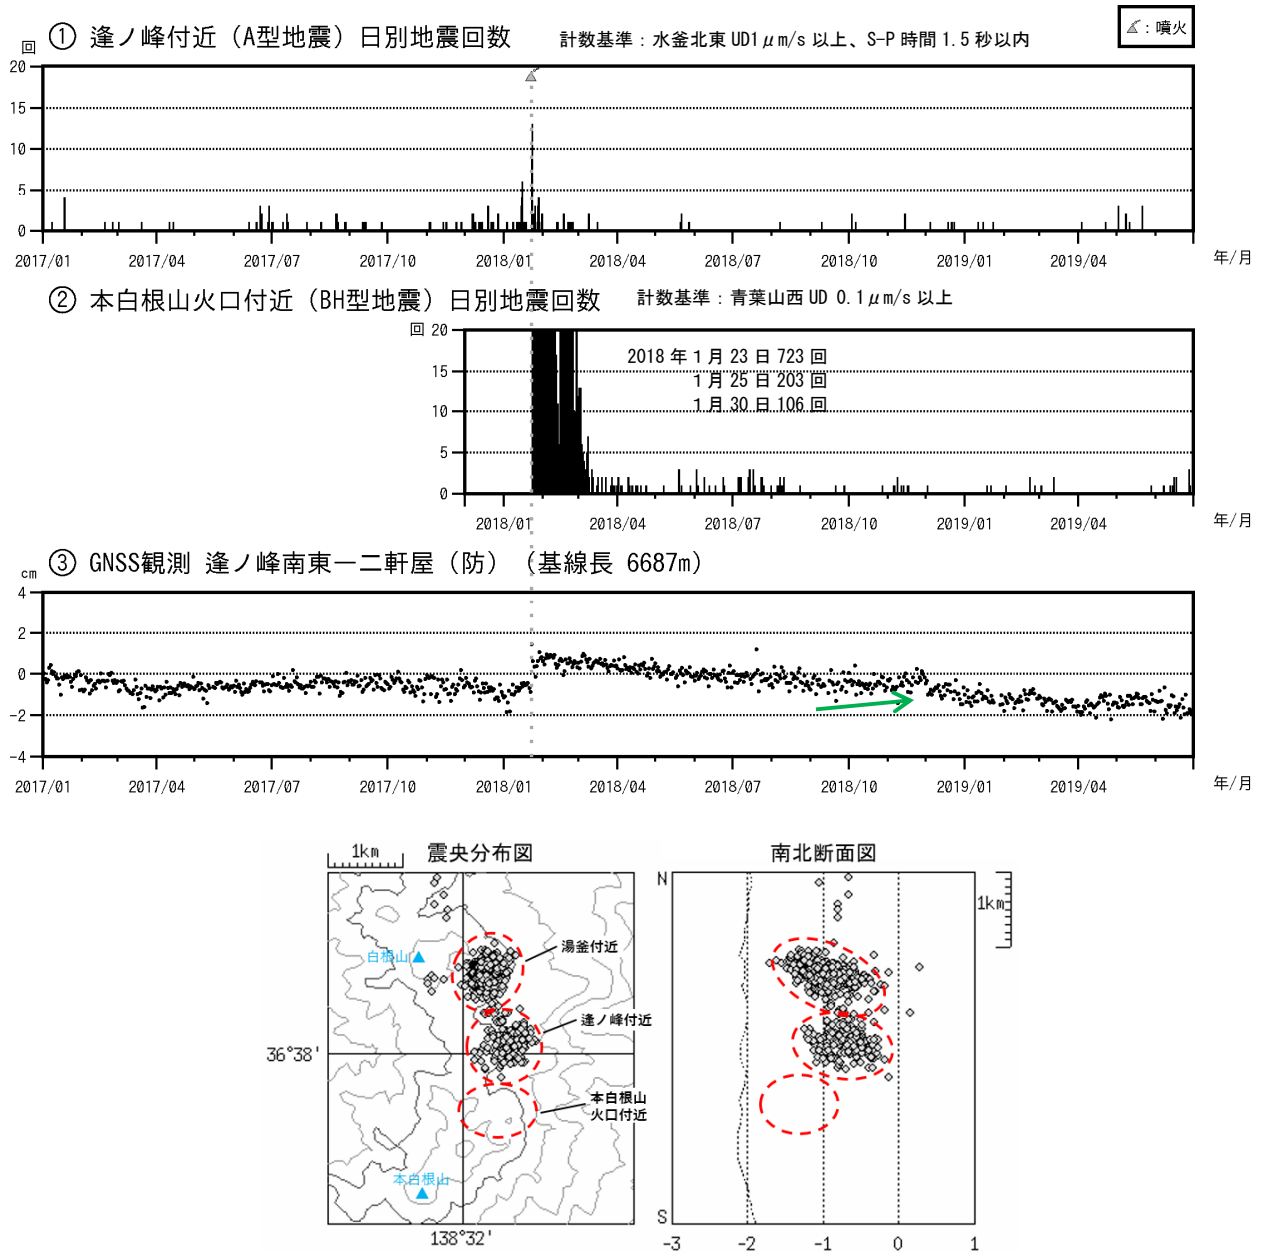 ① 逢ノ峰付近（A型地震）日別地震回数
計数基準：水釜北東 UD1μm/s 以上、S-P 時間 1.5 秒以内
：噴火
回
20
15
10
5
0
2017/01 2017/04 2017/07 2017/10 2018/01 2018/04 2018/07 2018/10 2019/01 2019/04 年/月
② 本白根山火口付近（BH型地震）日別地震回数
計数基準：青葉山西 UD 0.1μm/s 以上
回 20
15
10
5
0
2018 年 1 月 23 日 723 回
1 月 25 日 203 回
1 月 30 日 106 回
2018/01 2018/04 2018/07 2018/10 2019/01 2019/04 年/月
③ GNSS観測 逢ノ峰南東－二軒屋（防）（基線長 6687m）
cm
4
2
0
-2
-4
2017/01 2017/04 2017/07 2017/10 2018/01 2018/04 2018/07 2018/10 2019/01 2019/04 年/月
1km
震央分布図
白根山
湯釜付近
逢ノ峰付近
36°38'
本白根山
火口付近
本白根山
138°32'
南北断面図
N
1km
S
-3 -2 -1 0 1